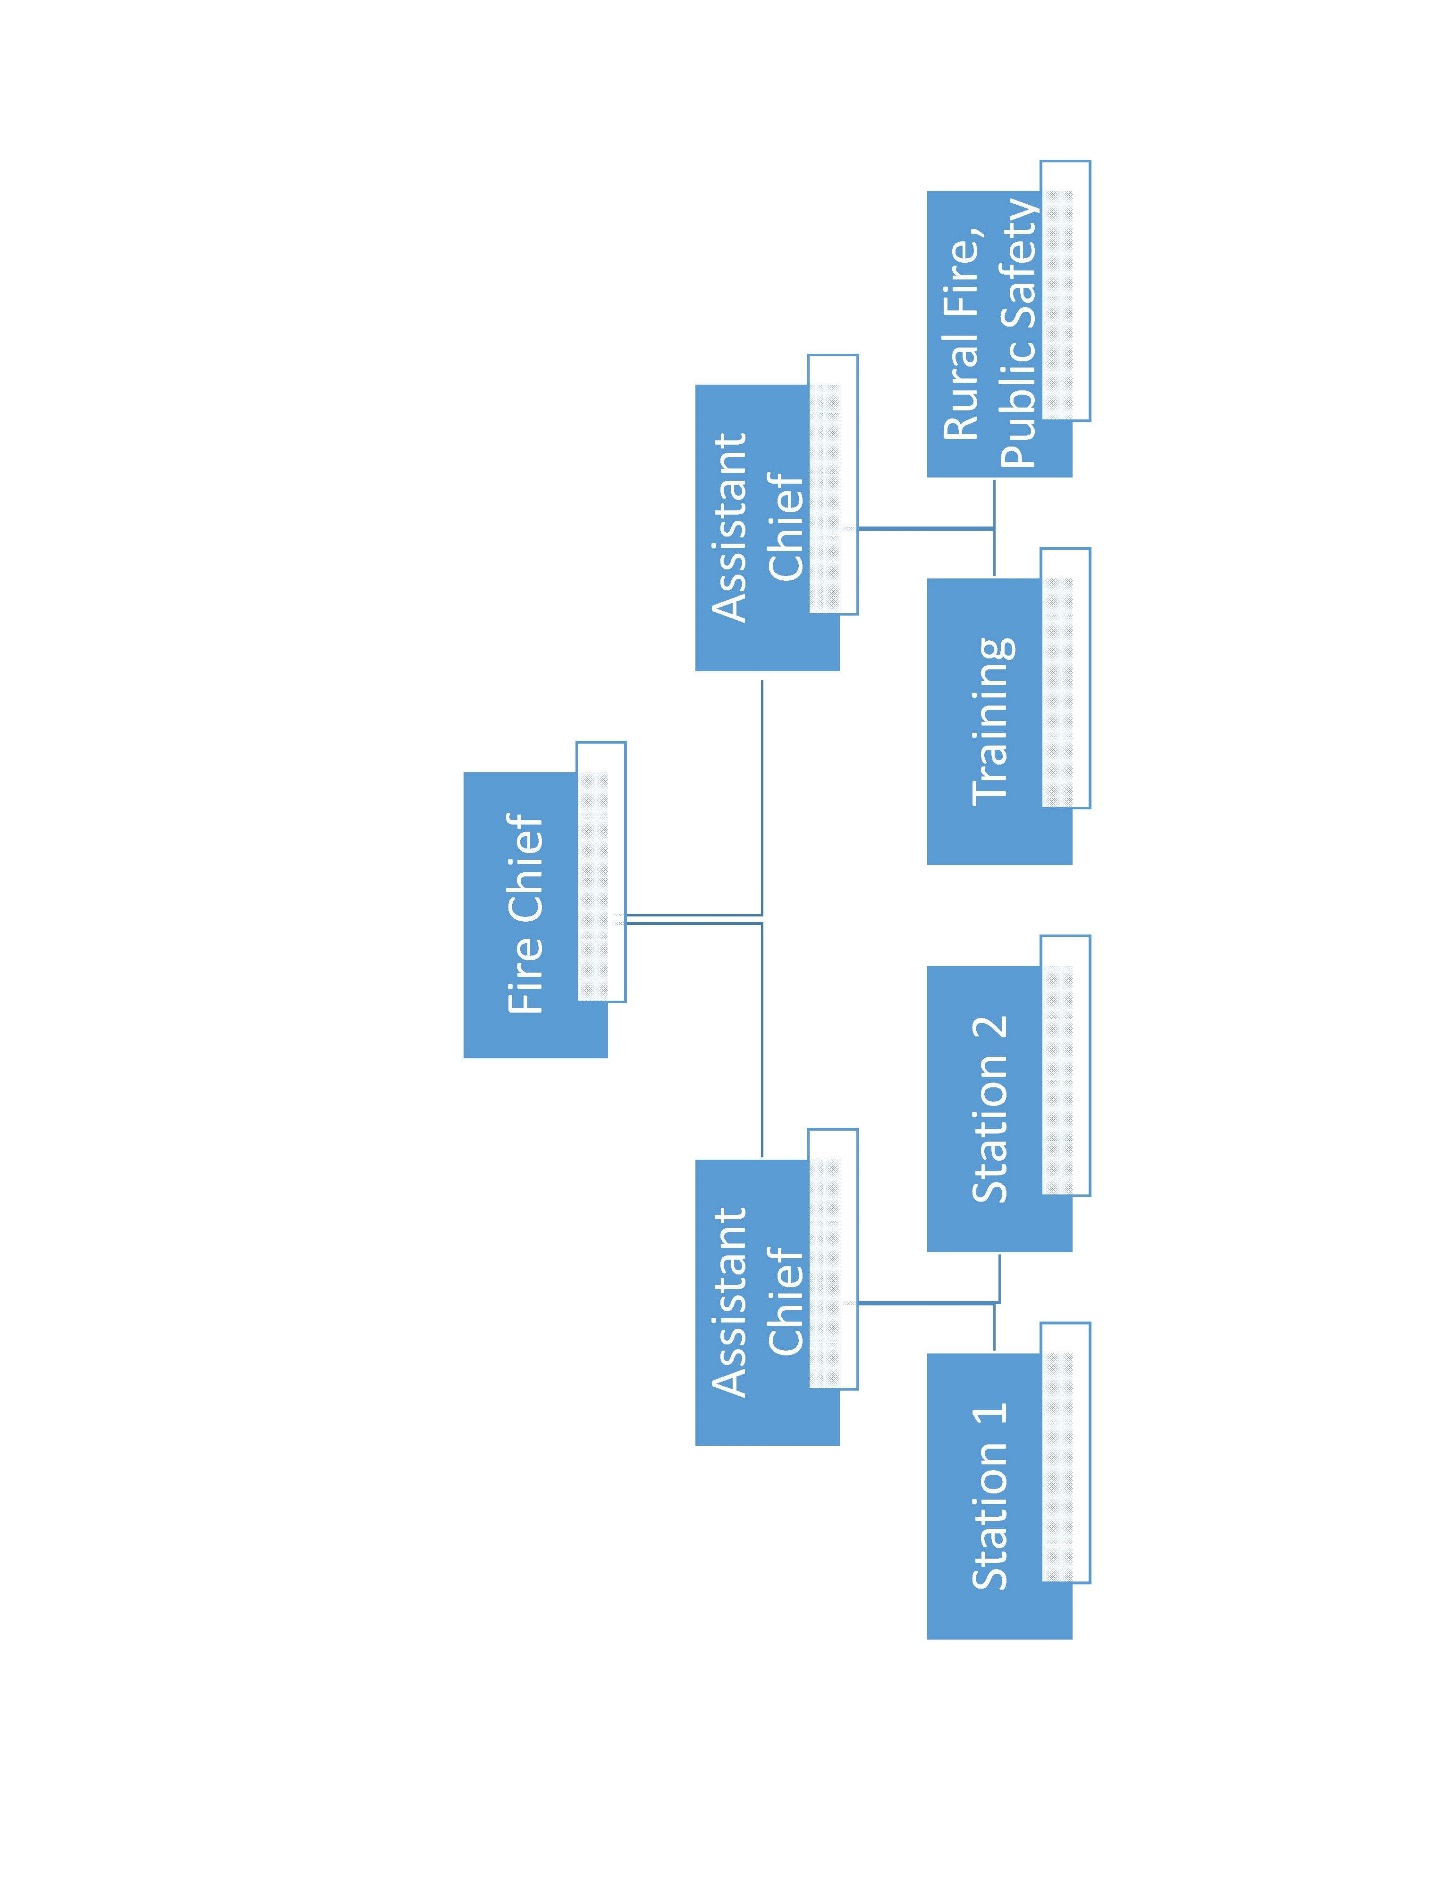 Fire Chief
Assistant
Chief
Assistant
Chief
Station 1
Station 2
Training
Rural Fire,
Public Safety